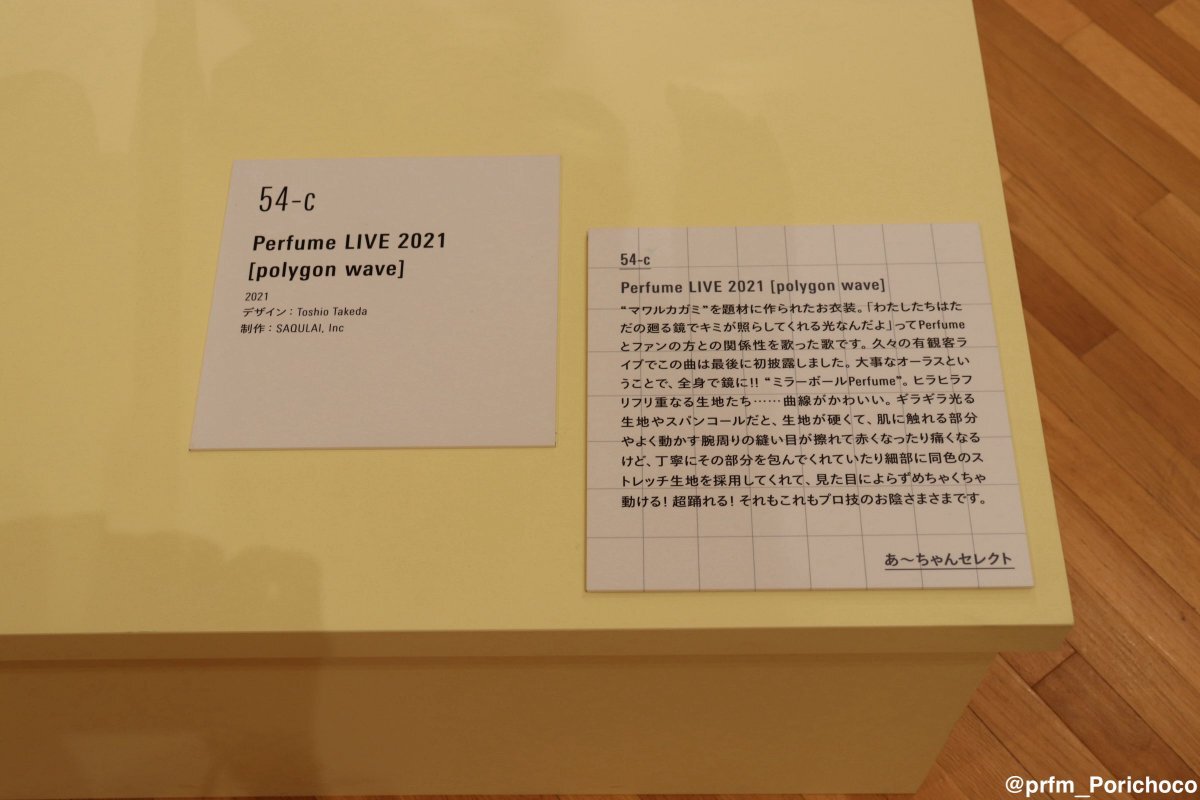 54-c
Perfume LIVE 2021
[polygon wave]
2021
デザイン：Toshio Takeda
制作：SAQULAI, Inc
54-c
Perfume LIVE 2021 [polygon wave]
“マワルカガミ”を題材に作られたお衣装。「わたしたちはた
だの廻る鏡でキミが照らしてくれる光なんだよ」ってPerfume
とファンの方との関係性を歌った歌です。久々の有観客ラ
イブでこの曲は最後に初披露しました。大事なオーラスとい
うことで、全身で鏡に!! “ミラーボールPerfume”。ヒラヒラフ
リフリ重なる生地たち……曲線がかわいい。ギラギラ光る
生地やスパンコールだと、生地が硬くて、肌に触れる部分
やよく動かす腕周りの縫い目が擦れて赤くなったり痛くなる
けど、丁寧にその部分を包んでくれていたり細部に同色のス
トレッチ生地を採用してくれて、見た目によらずめちゃくちゃ
動ける！超踊れる！それもこれもプロ技のお陰さまさまです。
あ〜ちゃんセレクト
@prfm_Porichoco